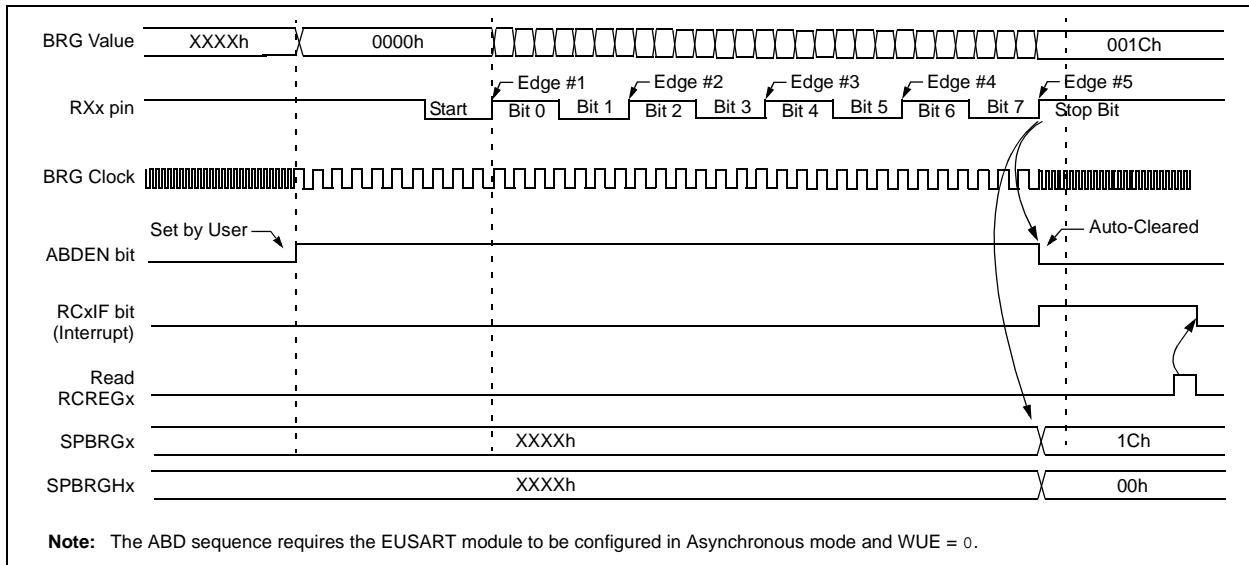 BRG Value XXXXh 0000h 001Ch
Edge #1 Edge #2 Edge #3 Edge #4 Edge #5
RXx pin Start Bit 0 Bit 1 Bit 2 Bit 3 Bit 4 Bit 5 Bit 6 Bit 7 Stop Bit
BRG Clock
Set by User Auto-Cleared
ABDEN bit
RCxIF bit
(Interrupt)
Read
RCREGx
SPBRGx XXXXh 1Ch
SPBRGHx XXXXh 00h
Note: The ABD sequence requires the EUSART module to be configured in Asynchronous mode and WUE = 0.